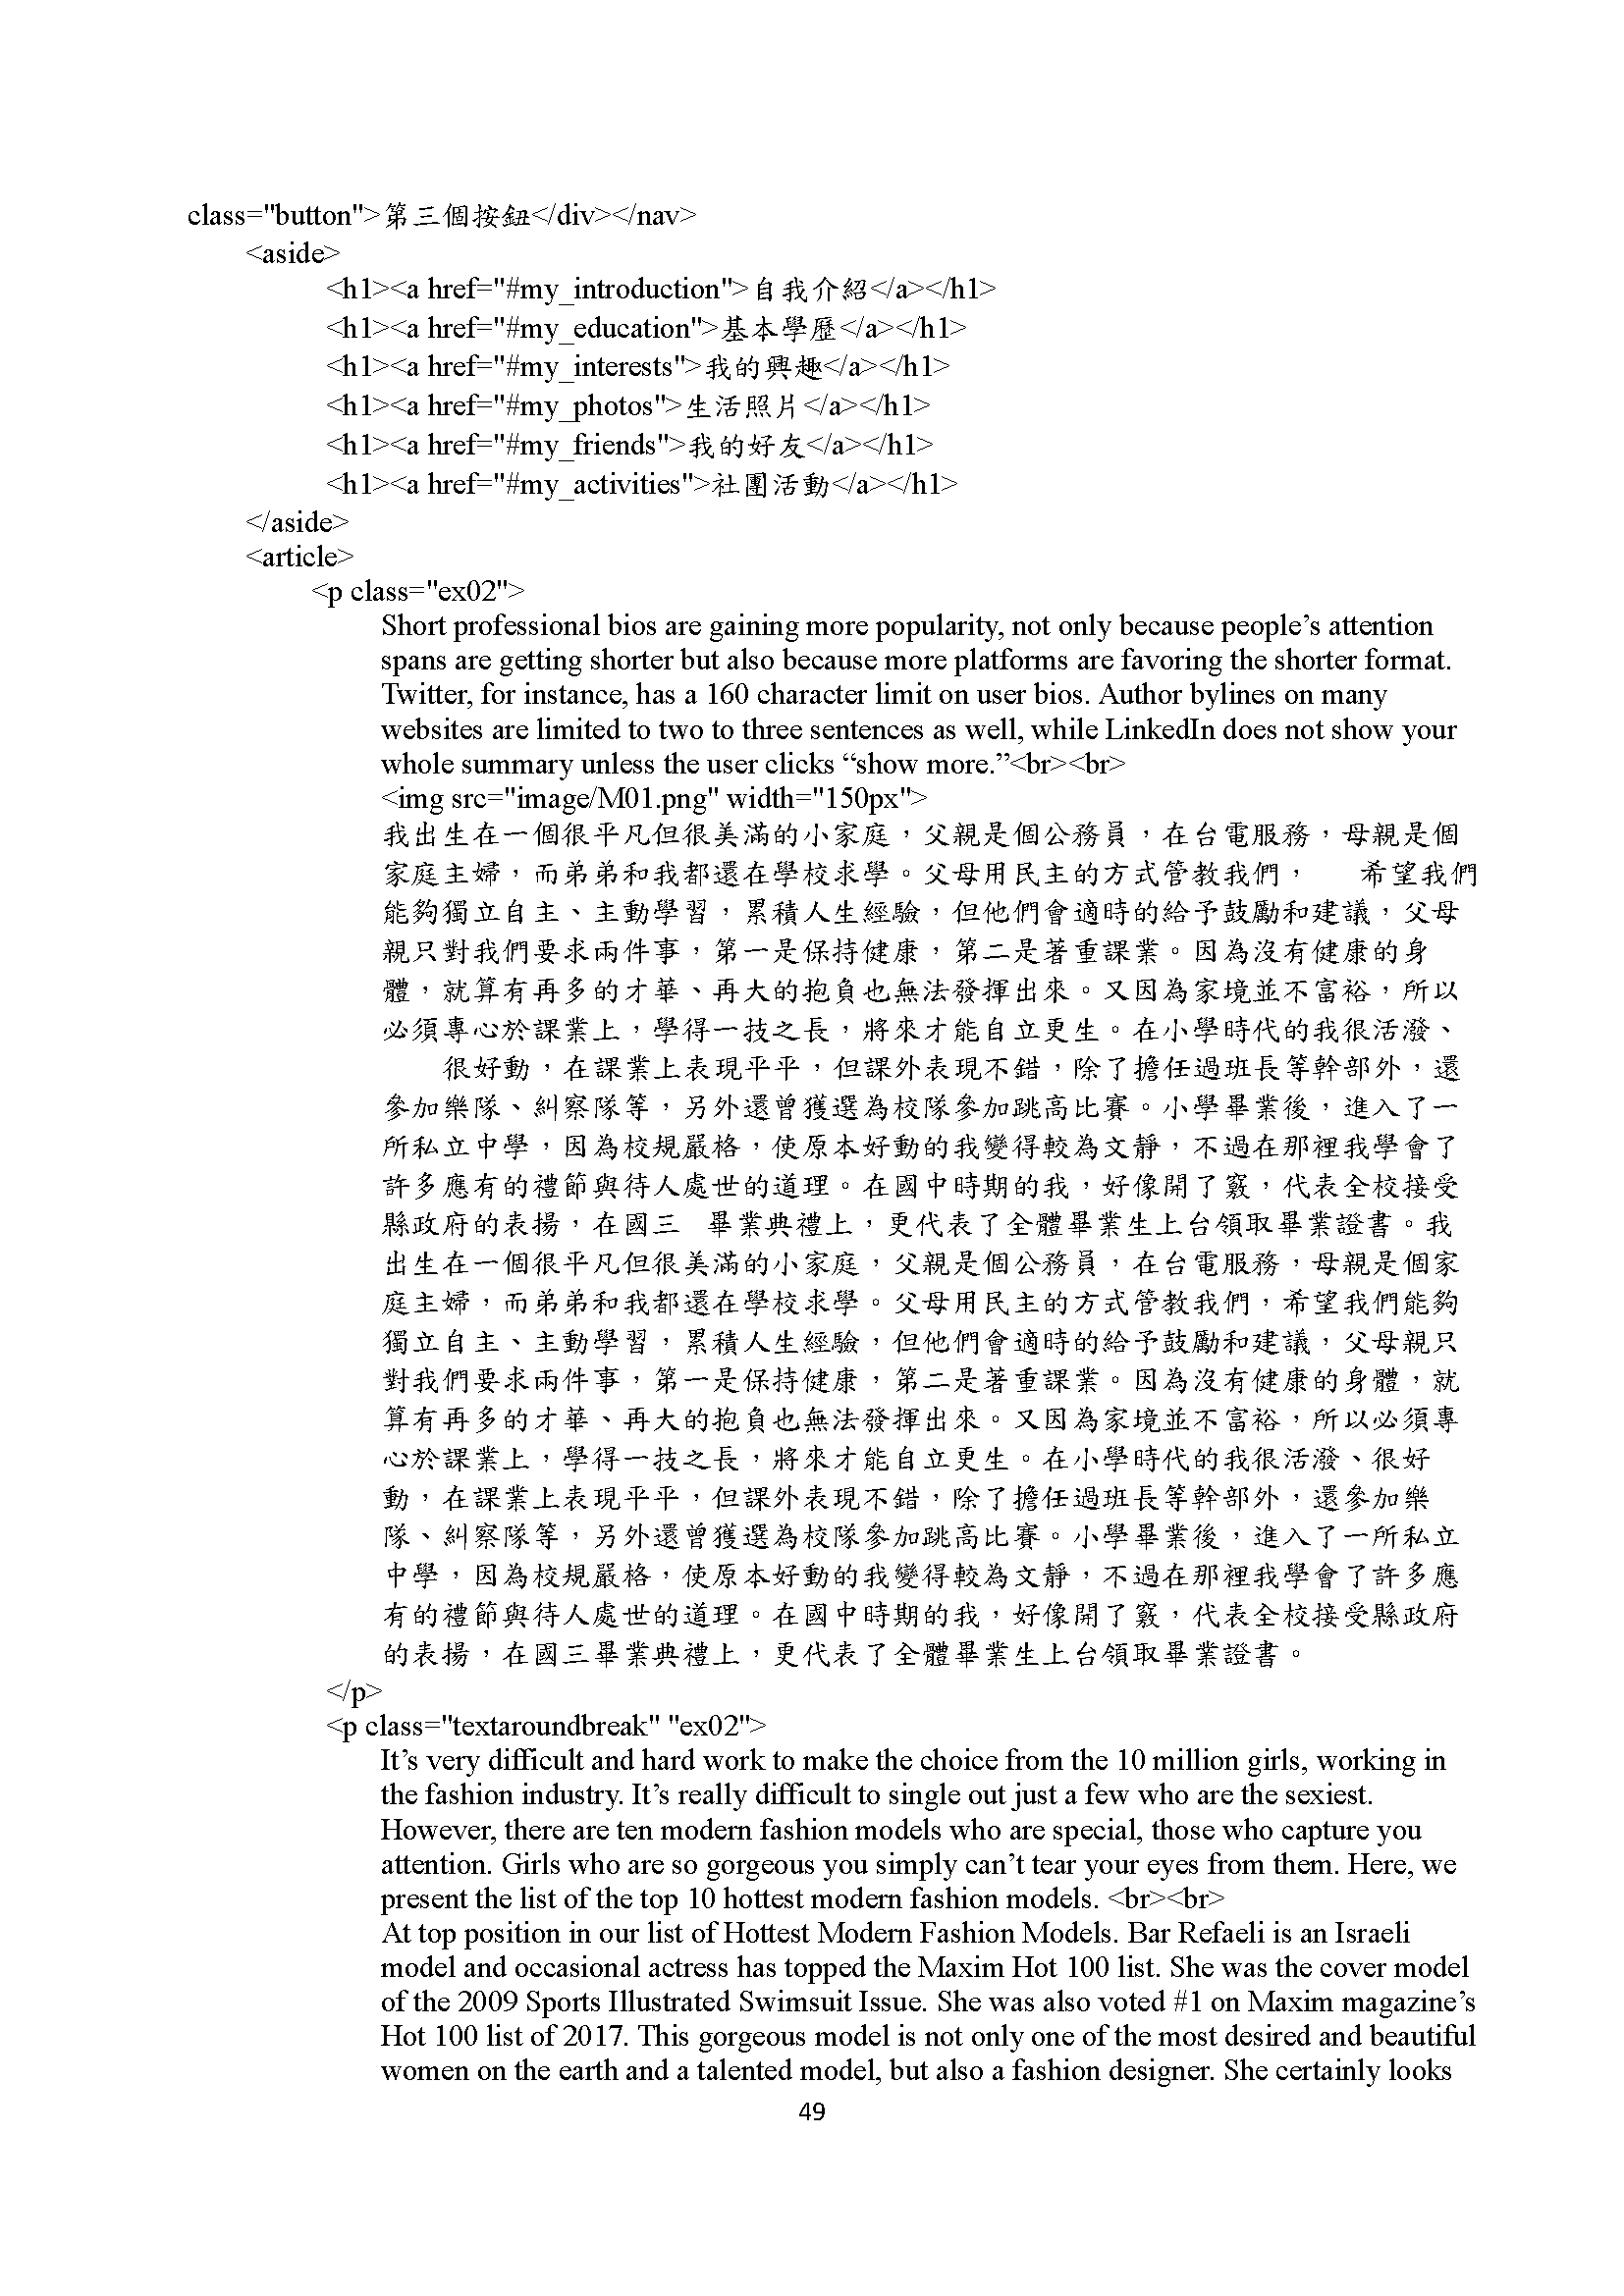 class="button">第三個按鈕</div></nav>
<aside>
<h1><a href="#my_introduction">自我介紹</a></h1>
<h1><a href="#my_education">基本學歷</a></h1>
<h1><a href="#my_interests">我的興趣</a></h1>
<h1><a href="#my_photos">生活照片</a></h1>
<h1><a href="#my_friends">我的好友</a></h1>
<h1><a href="#my_activities">社團活動</a></h1>
</aside>
<article>
<p class="ex02">
Short professional bios are gaining more popularity, not only because people’s attention
spans are getting shorter but also because more platforms are favoring the shorter format.
Twitter, for instance, has a 160 character limit on user bios. Author bylines on many
websites are limited to two to three sentences as well, while LinkedIn does not show your
whole summary unless the user clicks “show more.”<br><br>
<img src="image/M01.png" width="150px">
我出生在一個很平凡但很美滿的小家庭，父親是個公務員，在台電服務，母親是個
家庭主婦，而弟弟和我都還在學校求學。父母用民主的方式管教我們， 希望我們
能夠獨立自主、主動學習，累積人生經驗，但他們會適時的給予鼓勵和建議，父母
親只對我們要求兩件事，第一是保持健康，第二是著重課業。因為沒有健康的身
體，就算有再多的才華、再大的抱負也無法發揮出來。又因為家境並不富裕，所以
必須專心於課業上，學得一技之長，將來才能自立更生。在小學時代的我很活潑、
很好動，在課業上表現平平，但課外表現不錯，除了擔任過班長等幹部外，還
參加樂隊、糾察隊等，另外還曾獲選為校隊參加跳高比賽。小學畢業後，進入了一
所私立中學，因為校規嚴格，使原本好動的我變得較為文靜，不過在那裡我學會了
許多應有的禮節與待人處世的道理。在國中時期的我，好像開了竅，代表全校接受
縣政府的表揚，在國三 畢業典禮上，更代表了全體畢業生上台領取畢業證書。我
出生在一個很平凡但很美滿的小家庭，父親是個公務員，在台電服務，母親是個家
庭主婦，而弟弟和我都還在學校求學。父母用民主的方式管教我們，希望我們能夠
獨立自主、主動學習，累積人生經驗，但他們會適時的給予鼓勵和建議，父母親只
對我們要求兩件事，第一是保持健康，第二是著重課業。因為沒有健康的身體，就
算有再多的才華、再大的抱負也無法發揮出來。又因為家境並不富裕，所以必須專
心於課業上，學得一技之長，將來才能自立更生。在小學時代的我很活潑、很好
動，在課業上表現平平，但課外表現不錯，除了擔任過班長等幹部外，還參加樂
隊、糾察隊等，另外還曾獲選為校隊參加跳高比賽。小學畢業後，進入了一所私立
中學，因為校規嚴格，使原本好動的我變得較為文靜，不過在那裡我學會了許多應
有的禮節與待人處世的道理。在國中時期的我，好像開了竅，代表全校接受縣政府
的表揚，在國三畢業典禮上，更代表了全體畢業生上台領取畢業證書。
</p>
<p class="textaroundbreak" "ex02">
It’s very difficult and hard work to make the choice from the 10 million girls, working in
the fashion industry. It’s really difficult to single out just a few who are the sexiest.
However, there are ten modern fashion models who are special, those who capture you
attention. Girls who are so gorgeous you simply can’t tear your eyes from them. Here, we
present the list of the top 10 hottest modern fashion models. <br><br>
At top position in our list of Hottest Modern Fashion Models. Bar Refaeli is an Israeli
model and occasional actress has topped the Maxim Hot 100 list. She was the cover model
of the 2009 Sports Illustrated Swimsuit Issue. She was also voted #1 on Maxim magazine’s
Hot 100 list of 2017. This gorgeous model is not only one of the most desired and beautiful
women on the earth and a talented model, but also a fashion designer. She certainly looks
49